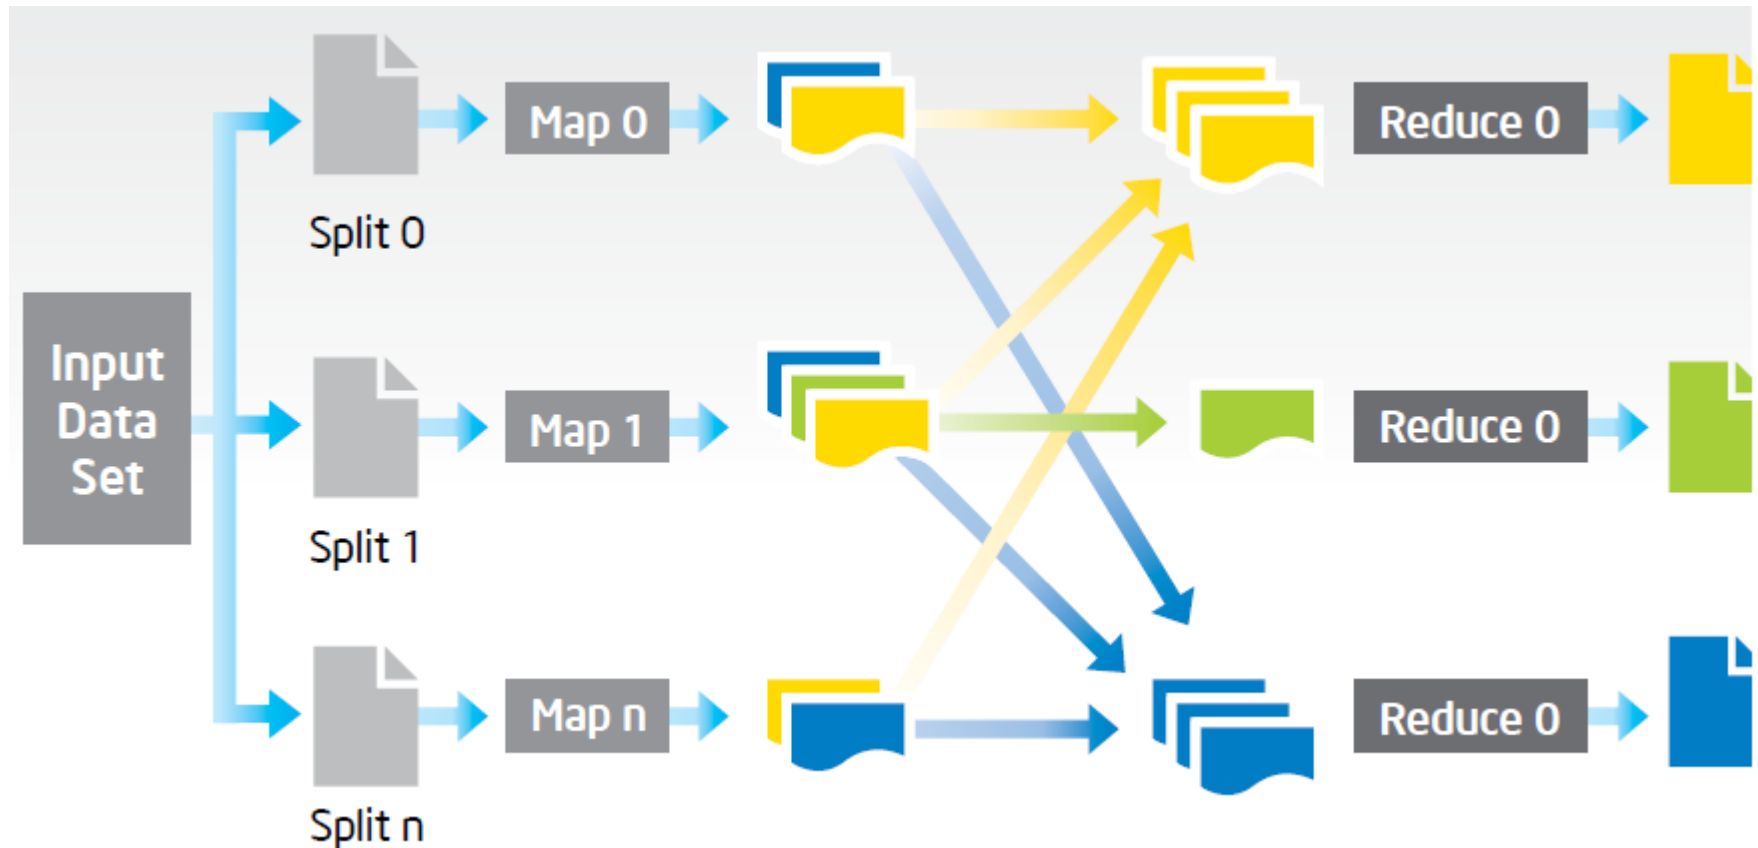 Map 0
Reduce 0
Split 0
Input
Data
Set
Map 1
Reduce 0
Split 1
Map n
Reduce 0
Split n